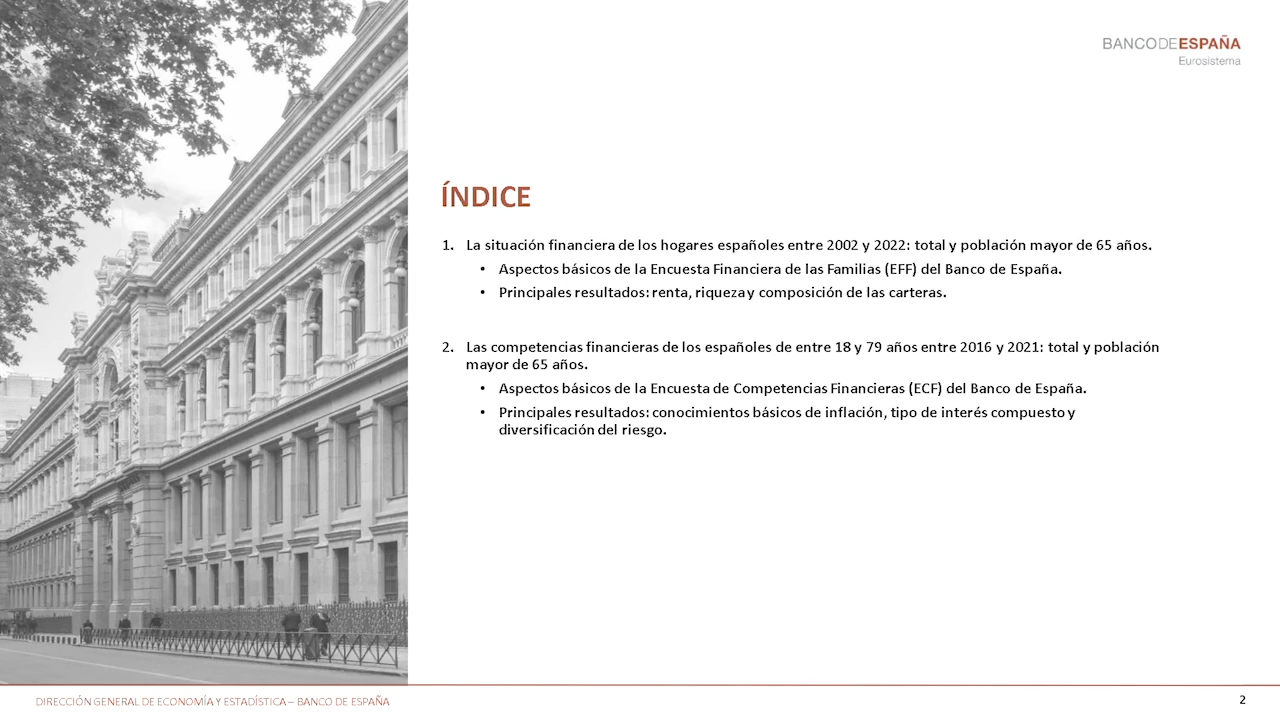 BANCODEESPAÑA
Eurosistema
ÍNDICE
1. La situación financiera de los hogares españoles entre 2002 y 2022: total y población mayor de 65 años.
• Aspectos básicos de la Encuesta Financiera de las Familias (EFF) del Banco de España.
• Principales resultados: renta, riqueza y composición de las carteras.
2. Las competencias financieras de los españoles de entre 18 y 79 años entre 2016 y 2021: total y población
mayor de 65 años.
• Aspectos básicos de la Encuesta de Competencias Financieras (ECF) del Banco de España.
• Principales resultados: conocimientos básicos de inflación, tipo de interés compuesto y
diversificación del riesgo.
DIRECCIÓN GENERAL DE ECONOMÍA Y ESTADÍSTICA – BANCO DE ESPAÑA
2